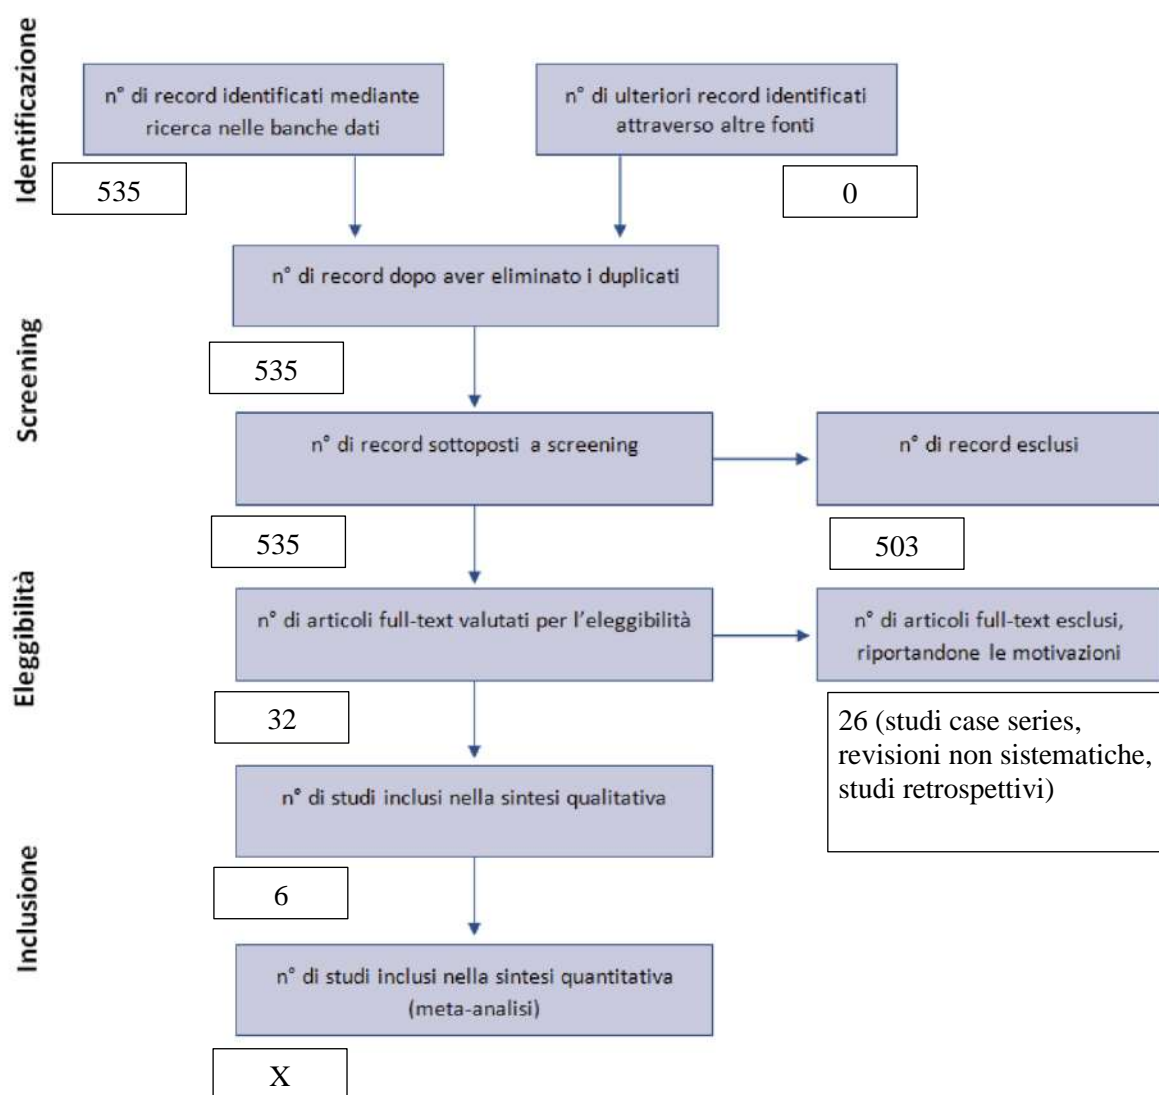 Identificazione
n° di record identificati mediante
ricerca nelle banche dati
n° di ulteriori record identificati
attraverso altre fonti
535
0
n° di record dopo aver eliminato i duplicati
Screening
535
n° di record sottoposti a screening
n° di record esclusi
535
503
Eleggibilità
n° di articoli full-text valutati per l'eleggibilità
n° di articoli full-text esclusi,
riportandone le motivazioni
32
26 (studi case series,
revisioni non sistematiche,
studi retrospettivi)
n° di studi inclusi nella sintesi qualitativa
Inclusione
6
n° di studi inclusi nella sintesi quantitativa
(meta-analisi)
X